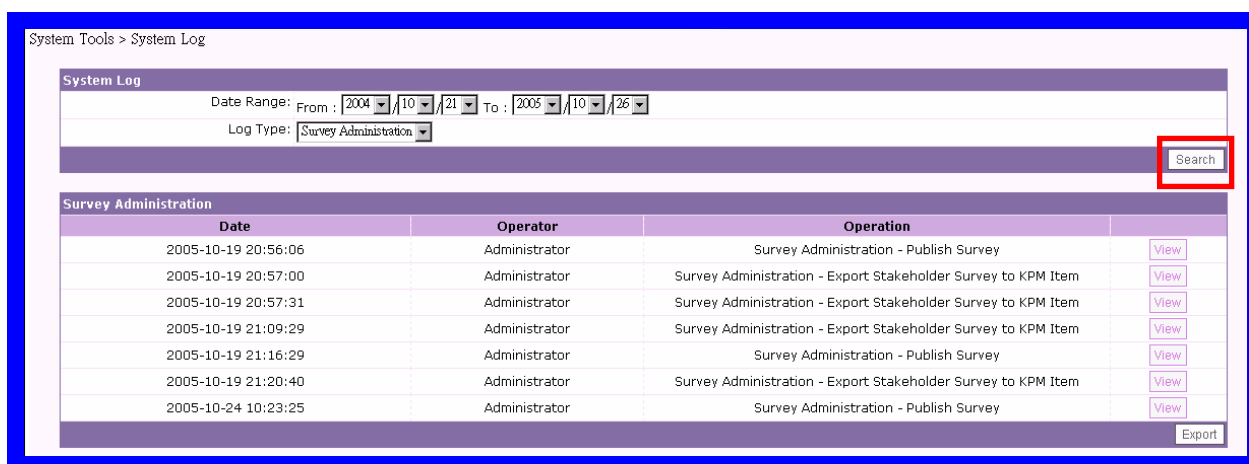 System Tools > System Log
System Log
Date Range: From : 2004 /10 /21 To : 2005 /10 /26
Log Type: Survey Administration
Search
Survey Administration
Date Operator Operation
2005-10-19 20:56:06 Administrator Survey Administration - Publish Survey View
2005-10-19 20:57:00 Administrator Survey Administration - Export Stakeholder Survey to KPM Item View
2005-10-19 20:57:31 Administrator Survey Administration - Export Stakeholder Survey to KPM Item View
2005-10-19 21:09:29 Administrator Survey Administration - Export Stakeholder Survey to KPM Item View
2005-10-19 21:16:29 Administrator Survey Administration - Publish Survey View
2005-10-19 21:20:40 Administrator Survey Administration - Export Stakeholder Survey to KPM Item View
2005-10-24 10:23:25 Administrator Survey Administration - Publish Survey View
Export